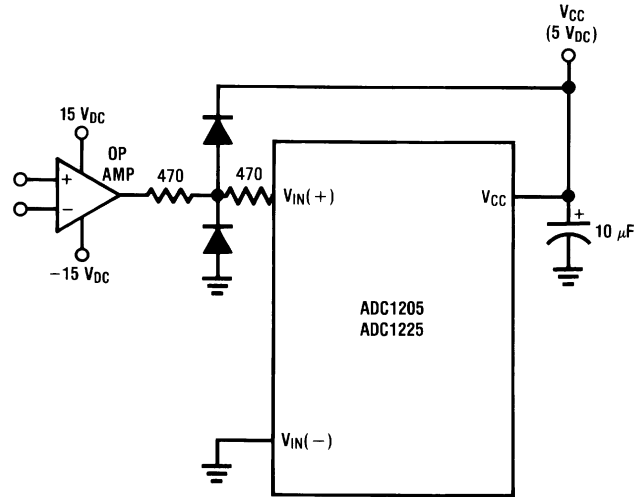 VCC
(5 VDC)
15 VDC
OP
AMP
470
470
+
−
−15 VDC
VIN(+)
VCC
+
10 µF
ADC1205
ADC1225
VIN(−)